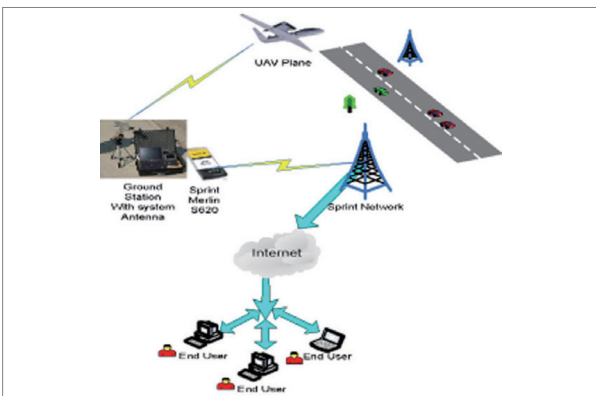 UAV Plane
Ground
Station
With system
Antenna
Sprint
Merlin
S620
Sprint Network
Internet
End User
End User
End User